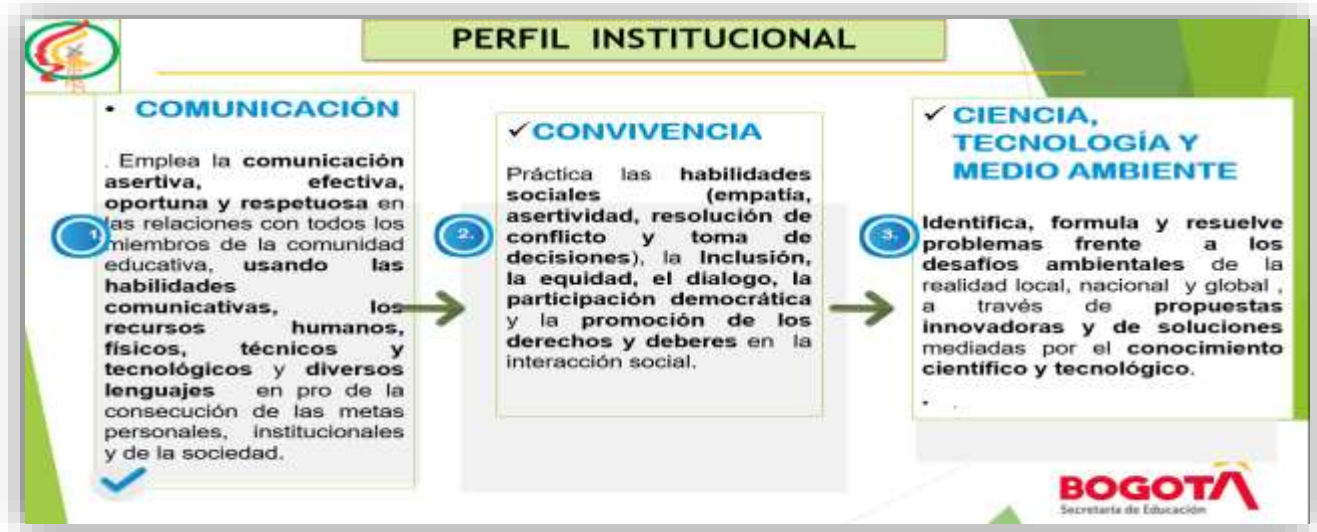 PERFIL INSTITUCIONAL
• COMUNICACIÓN
. Emplea la comunicación
asertiva, efectiva,
oportuna y respetuosa en
las relaciones con todos los
miembros de la comunidad
educativa, usando las
habilidades
comunicativas, los
recursos humanos,
físicos, técnicos y
tecnológicos y diversos
lenguajes en pro de la
consecución de las metas
personales, institucionales
y de la sociedad.
1.
✓CONVIVENCIA
Práctica las habilidades
sociales (empatía,
asertividad, resolución de
conflicto y toma de
decisiones), la Inclusión,
la equidad, el dialogo, la
participación democrática
y la promoción de los
derechos y deberes en la
interacción social.
2.
✓ CIENCIA,
TECNOLOGÍA Y
MEDIO AMBIENTE
Identifica, formula y resuelve
problemas frente a los
desafíos ambientales de la
realidad local, nacional y global ,
a través de propuestas
innovadoras y de soluciones
mediadas por el conocimiento
científico y tecnológico.
• .
3.
BOGOTÁ
Secretaría de Educación